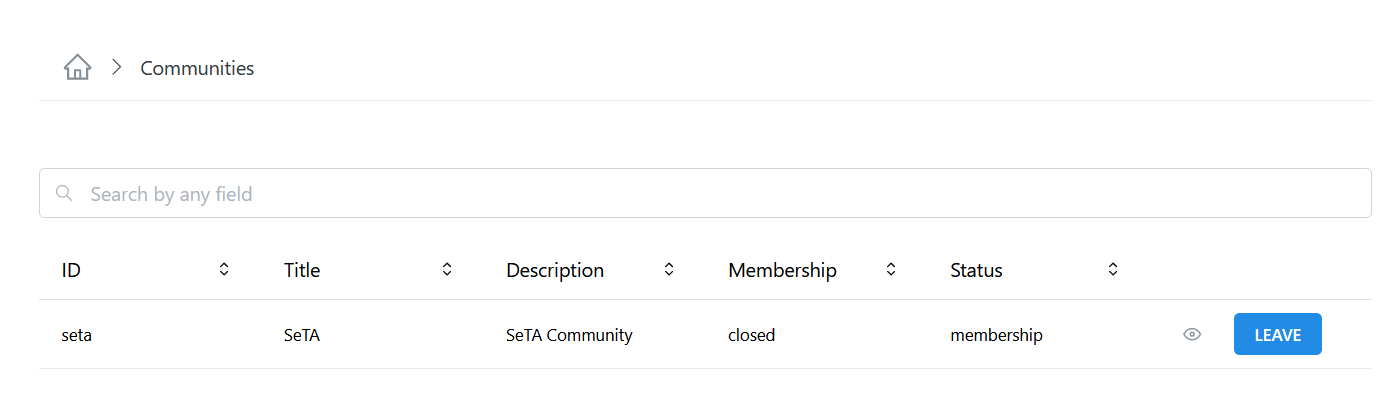 Communities
Search by any field
ID Title Description Membership Status
seta SeTA SeTA Community closed membership LEAVE